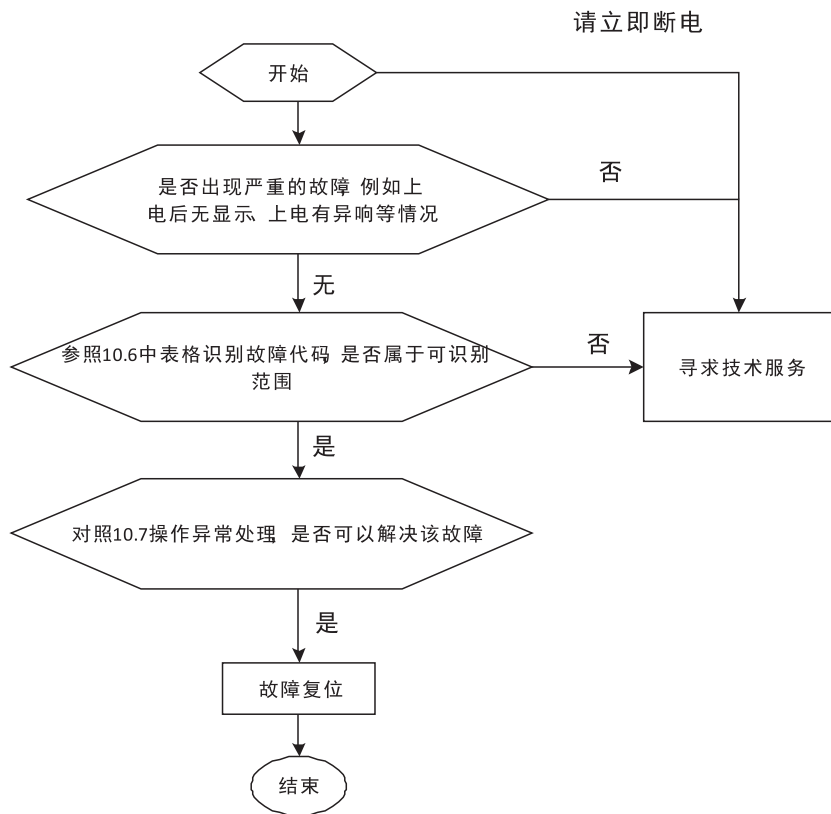 请立即断电
开始
是否出现严重的故障，例如上
电后无显示、上电有异响等情况
否
无
参照10.6中表格识别故障代码，是否属于可识别
范围
否
寻求技术服务
是
对照10.7操作异常处理，是否可以解决该故障
是
故障复位
结束